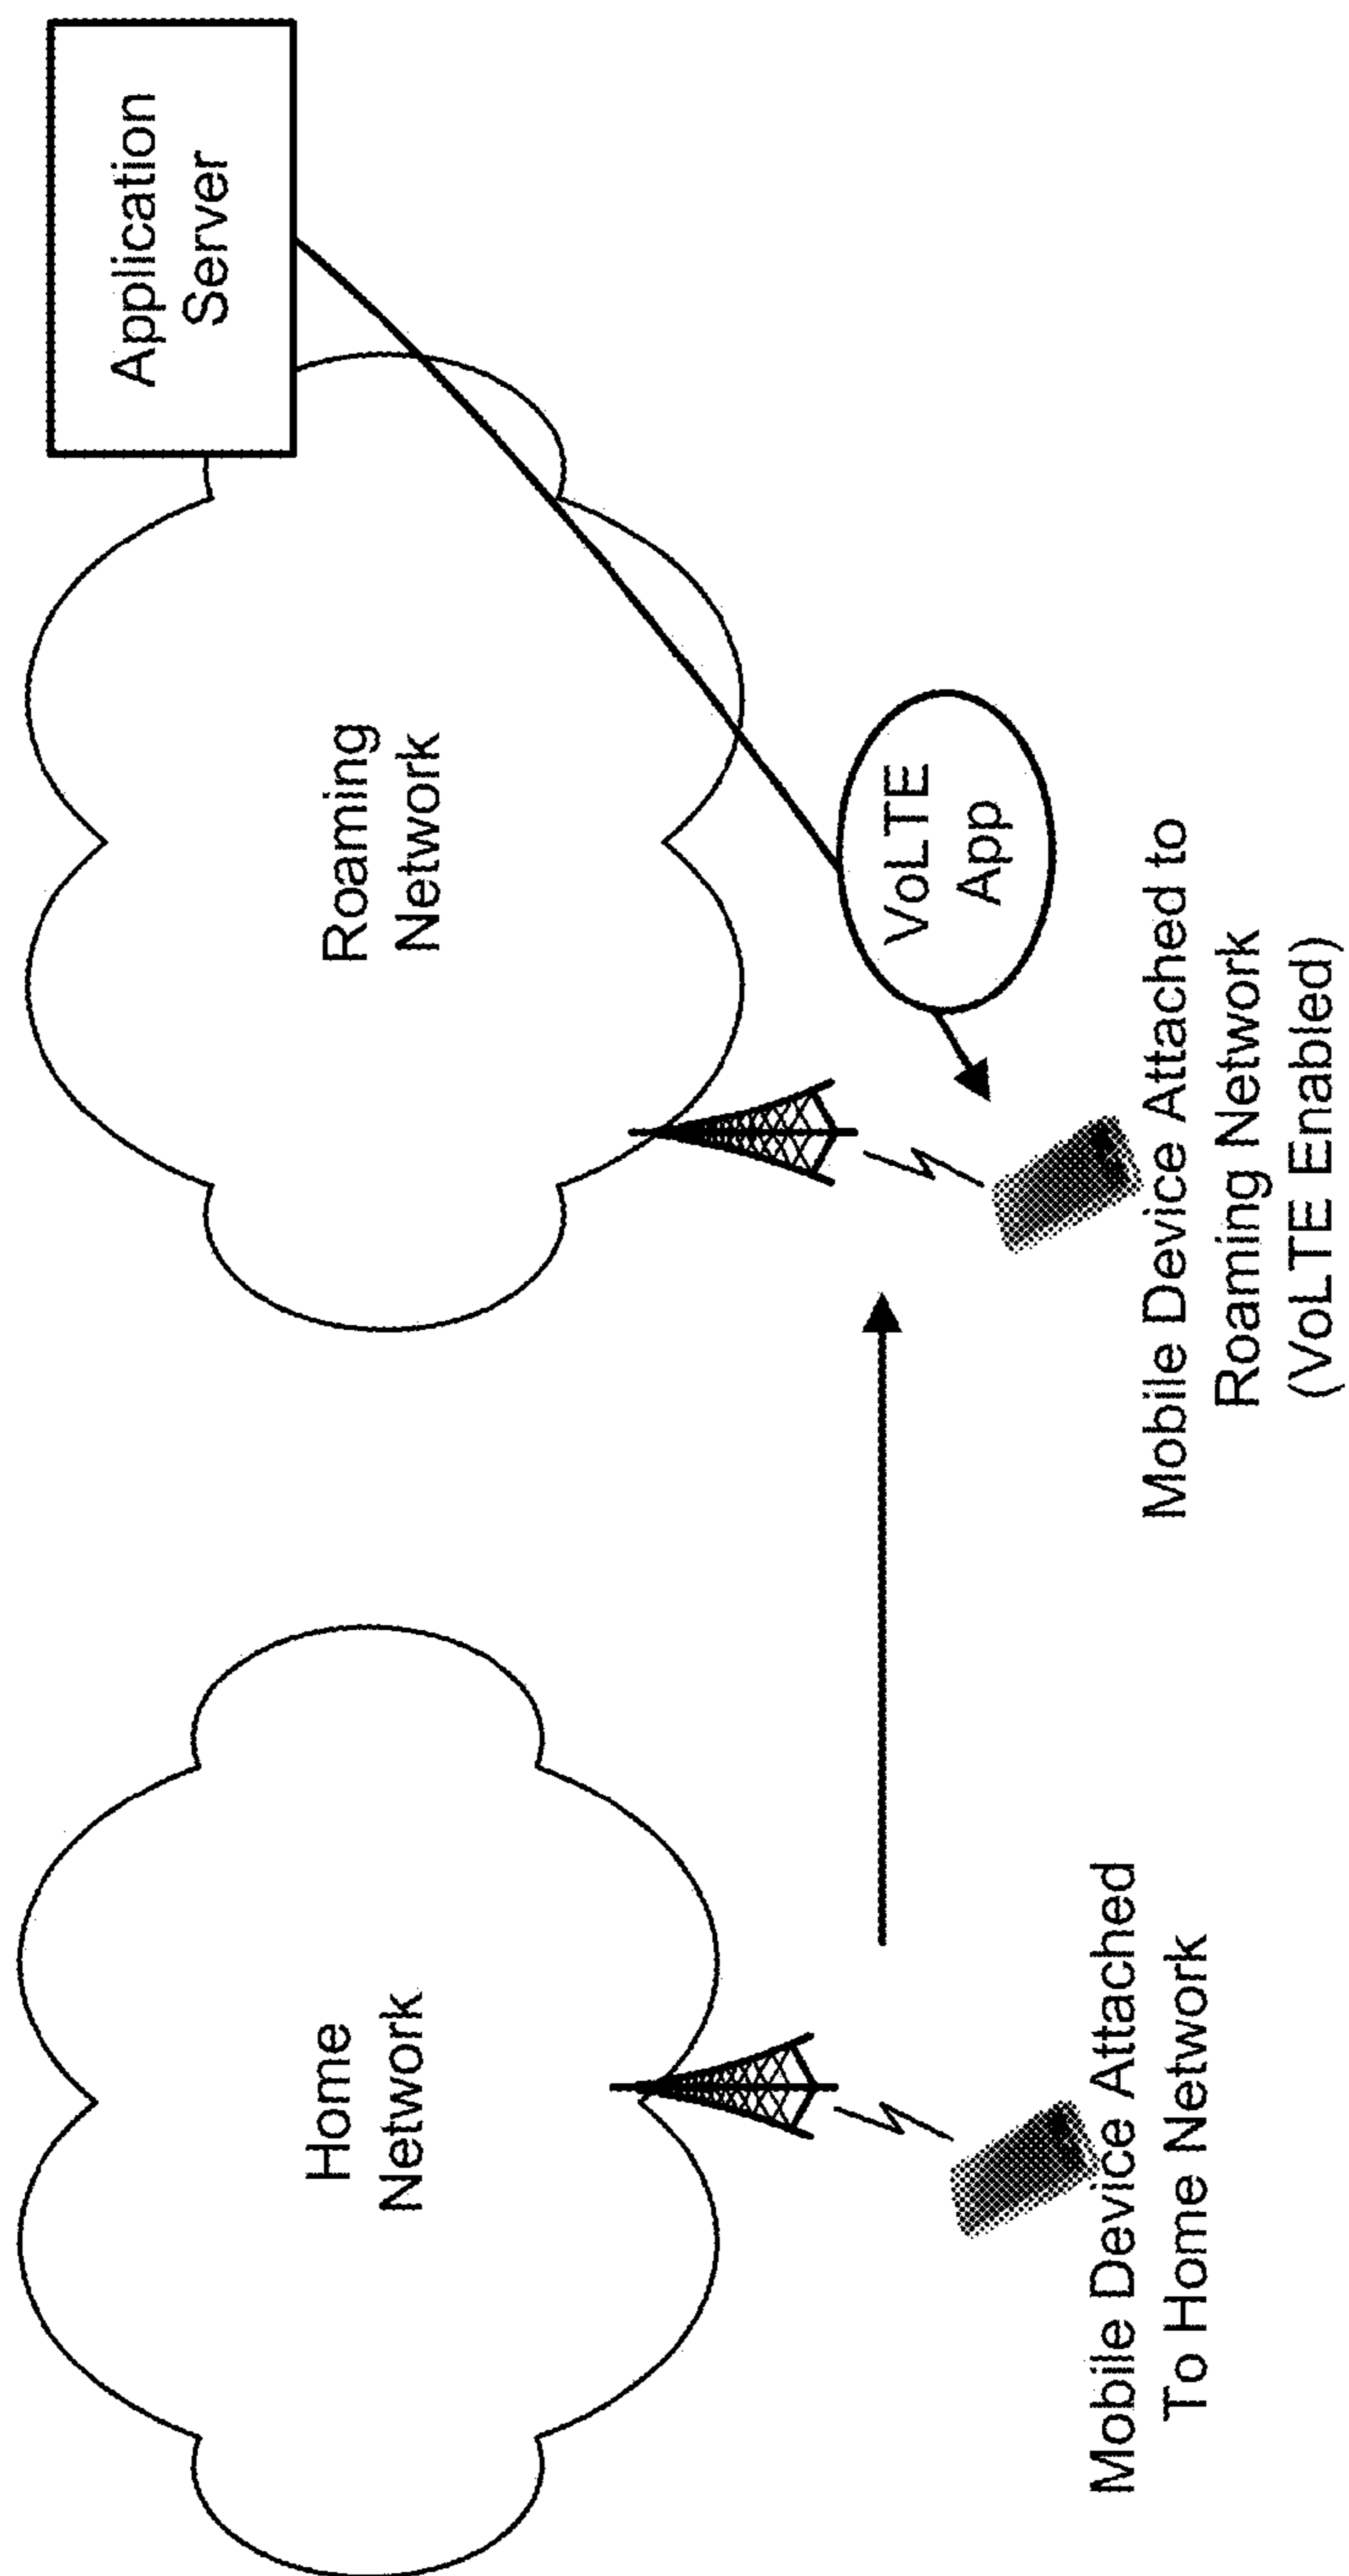 Home
Network
Mobile Device Attached
To Home Network
Application
Server
Roaming
Network
VoLTE
App
Mobile Device Attached to
Roaming Network
(VoLTE Enabled)